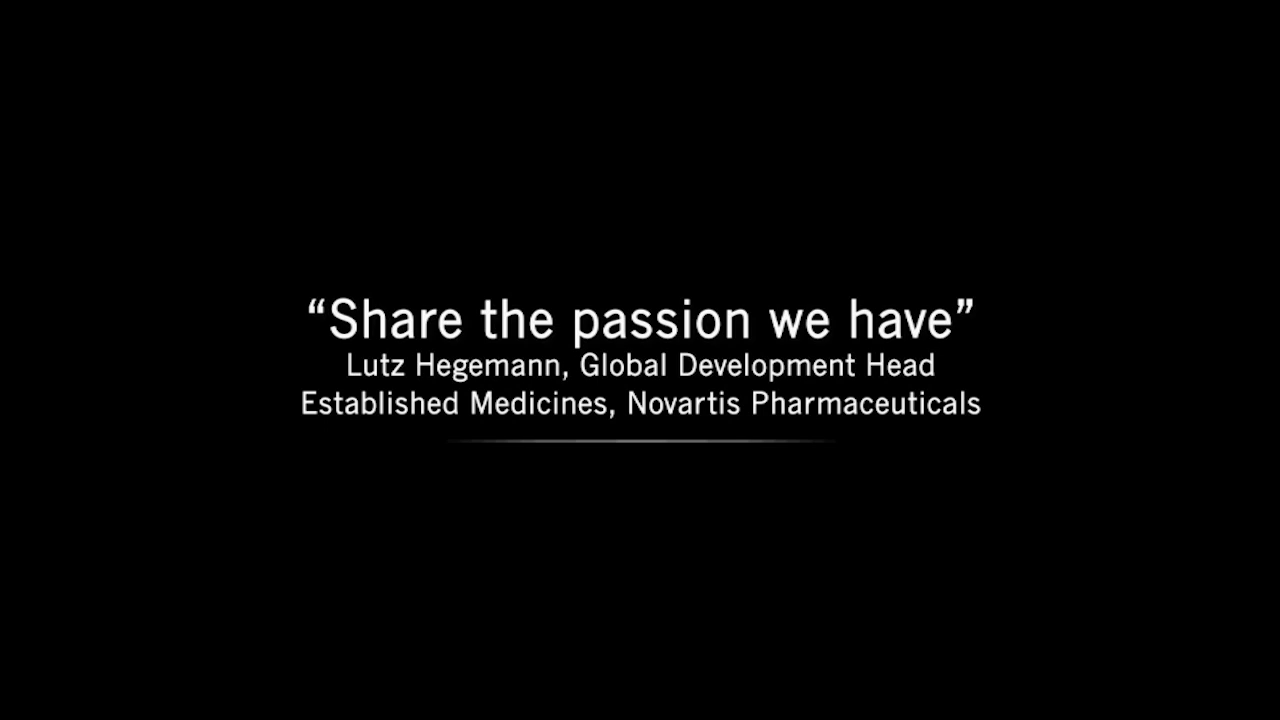 “Share the passion we have”
Lutz Hegemann, Global Development Head
Established Medicines, Novartis Pharmaceuticals